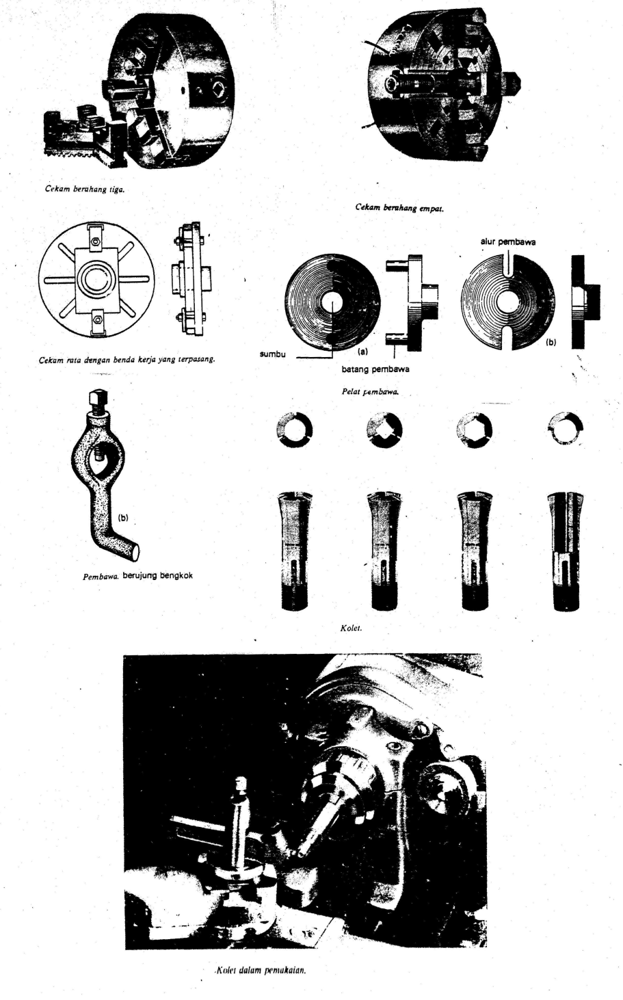 Cekam berahang tiga.
Cekam berahang empat.
alur pembawa
(a)
(b)
sumbu
batang pembawa
Cekam rata dengan benda kerja yang terpasang.
Pelat pembawa.
(b)
Pembawa. berujung bengkok
Kolet.
Kolet dalam pemakaian.